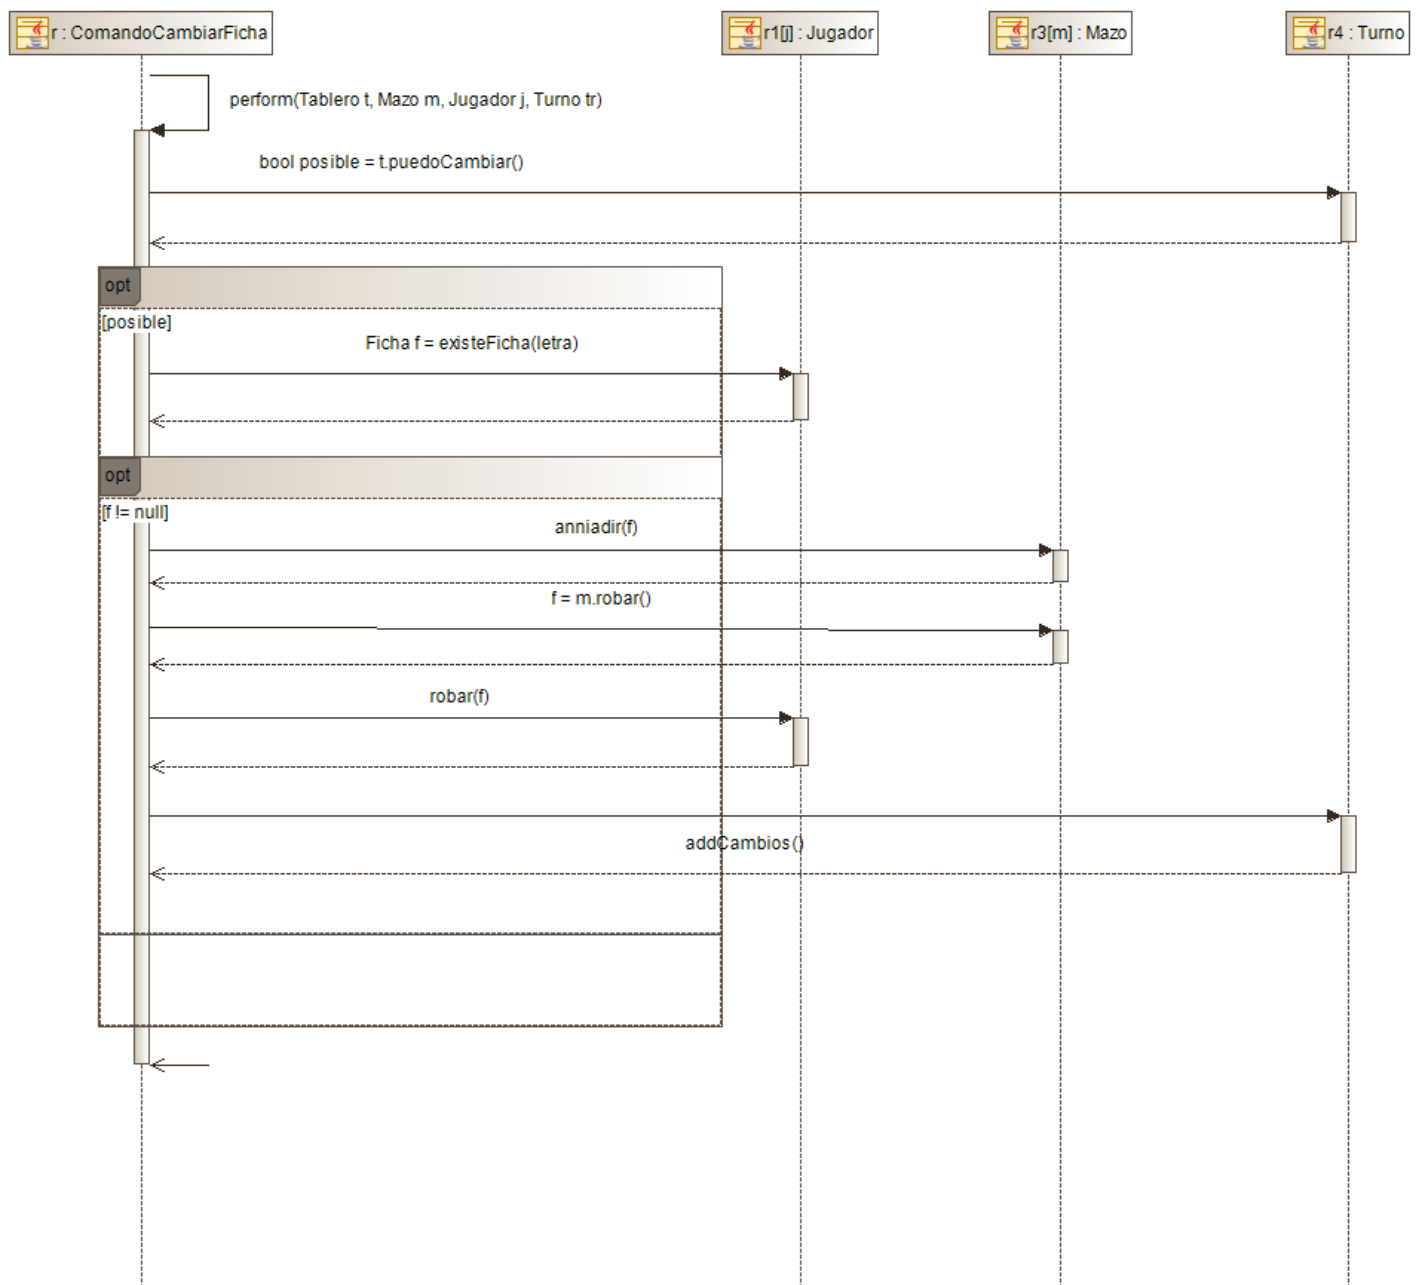 r : ComandoCambiarFicha
r1[j] : Jugador
r3[m] : Mazo
r4 : Turno
perform(Tablero t, Mazo m, Jugador j, Turno tr)
bool posible = t.puedoCambiar()
opt
[posible]
Ficha f = existeFicha(letra)
opt
[f != null]
anniadir(f)
f = m.robar()
robar(f)
addCambios()